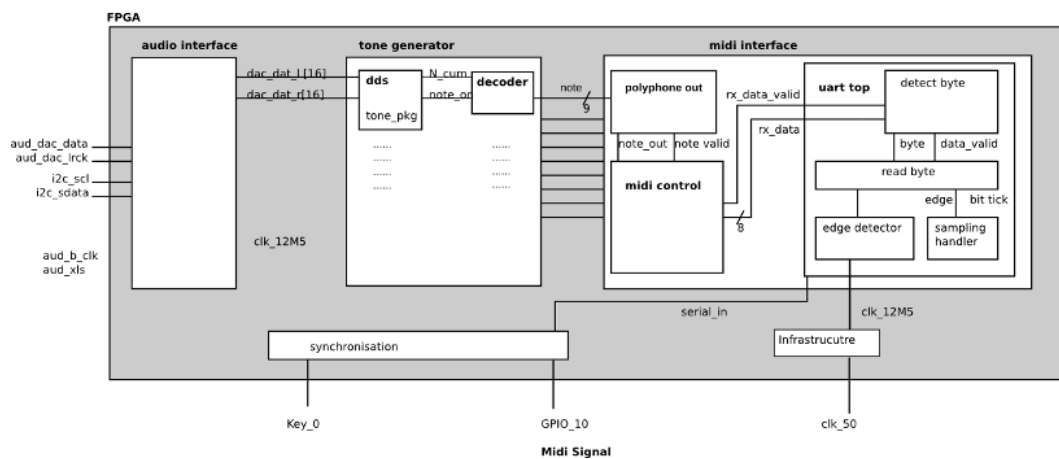 FPGA
audio interface
tone generator
midi interface
dac_dat_l[16]
dac_dat_r[16]
dds
tone_pkg
N_cum
note_on
decoder
......
......
......
......
......
......
......
......
note
9
polyphone out
note_out
note valid
midi control
rx_data_valid
rx_data
8
uart top
detect byte
byte
data_valid
read byte
edge
bit tick
edge detector
sampling
handler
aud_dac_data
aud_dac_lrck
i2c_scl
i2c_sdata
aud_b_clk
aud_xls
clk_12M5
serial_in
clk_12M5
synchronisation
Infrastrucutre
Key_0
GPIO_10
clk_50
Midi Signal